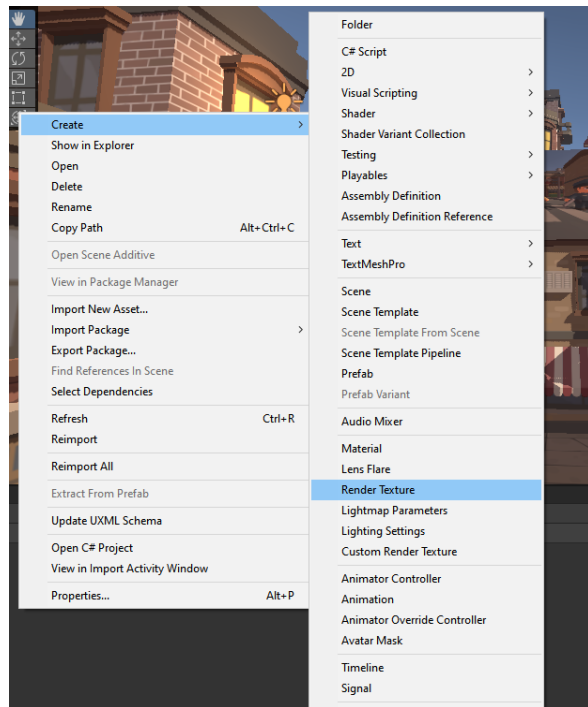 Create
Show in Explorer
Open
Delete
Rename
Copy Path Alt+Ctrl+C
Open Scene Additive
View in Package Manager
Import New Asset...
Import Package
Export Package...
Find References In Scene
Select Dependencies
Refresh Ctrl+R
Reimport
Reimport All
Extract From Prefab
Update UXML Schema
Open C# Project
View in Import Activity Window
Properties... Alt+P
Folder
C# Script
2D
Visual Scripting
Shader
Shader Variant Collection
Testing
Playables
Assembly Definition
Assembly Definition Reference
Text
TextMeshPro
Scene
Scene Template
Scene Template From Scene
Scene Template Pipeline
Prefab
Prefab Variant
Audio Mixer
Material
Lens Flare
Render Texture
Lightmap Parameters
Lighting Settings
Custom Render Texture
Animator Controller
Animation
Animator Override Controller
Avatar Mask
Timeline
Signal